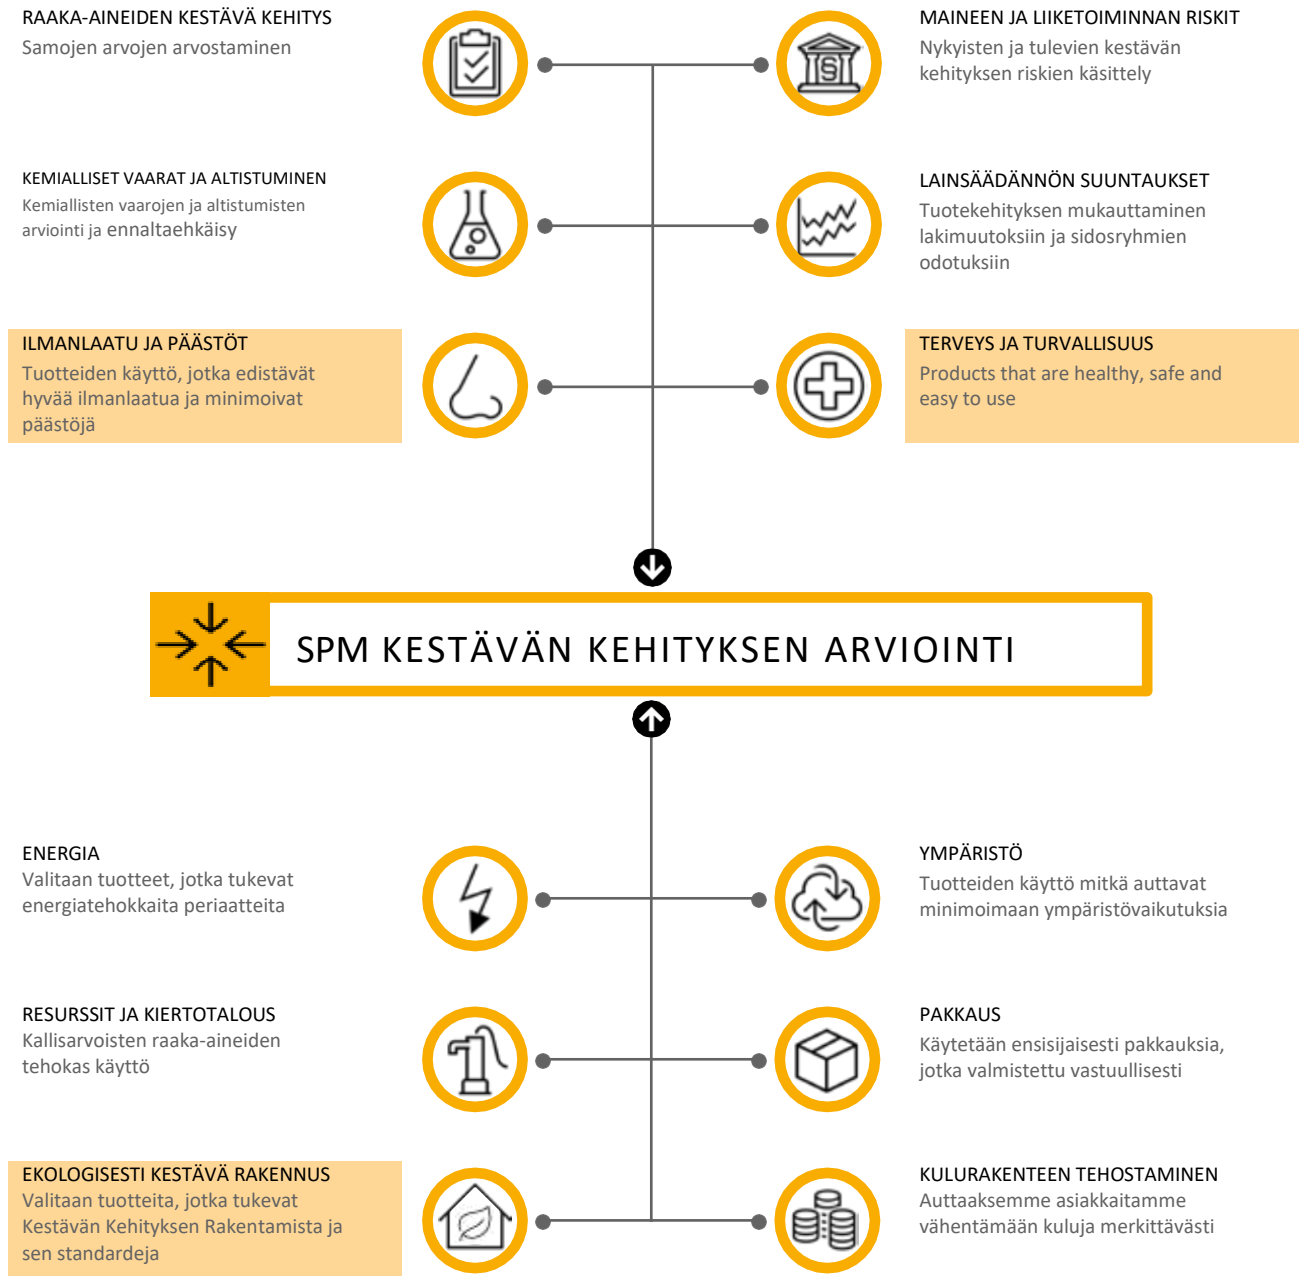 RAAKA-AINEIDEN KESTÄVÄ KEHITYS
Samojen arvojen arvostaminen
MAINEEN JA LIIKETOIMINNAN RISKIT
Nykyisten ja tulevien kestävän
kehityksen riskien käsittely
KEMIALLISET VAARAT JA ALTISTUMINEN
Kemiallisten vaarojen ja altistumisten
arviointi ja ennaltaehkäisy
LAINSÄÄDÄNNÖN SUUNTAUKSET
Tuotekehityksen mukauttaminen
lakimuutoksiin ja sidosryhmien
odotuksiin
ILMANLAATU JA PÄÄSTÖT
Tuotteiden käyttö, jotka edistävät
hyvää ilmanlaatua ja minimoivat
päästöjä
TERVEYS JA TURVALLISUUS
Products that are healthy, safe and
easy to use
SPM KESTÄVÄN KEHITYKSEN ARVIOINTI
ENERGIA
Valitaan tuotteet, jotka tukevat
energiatehokkaita periaatteita
YMPÄRISTÖ
Tuotteiden käyttö mitkä auttavat
minimoimaan ympäristövaikutuksia
RESURSSIT JA KIERTOTALOUS
Kallisarvoisten raaka-aineiden
tehokas käyttö
PAKKAUS
Käytetään ensisijaisesti pakkauksia,
jotka valmistettu vastuullisesti
EKOLOGISESTI KESTÄVÄ RAKENNUS
Valitaan tuotteita, jotka tukevat
Kestävän Kehityksen Rakentamista ja
sen standardeja
KULURAKENTEEN TEHOSTAMINEN
Auttaaksemme asiakkaitamme
vähentämään kuluja merkittävästi